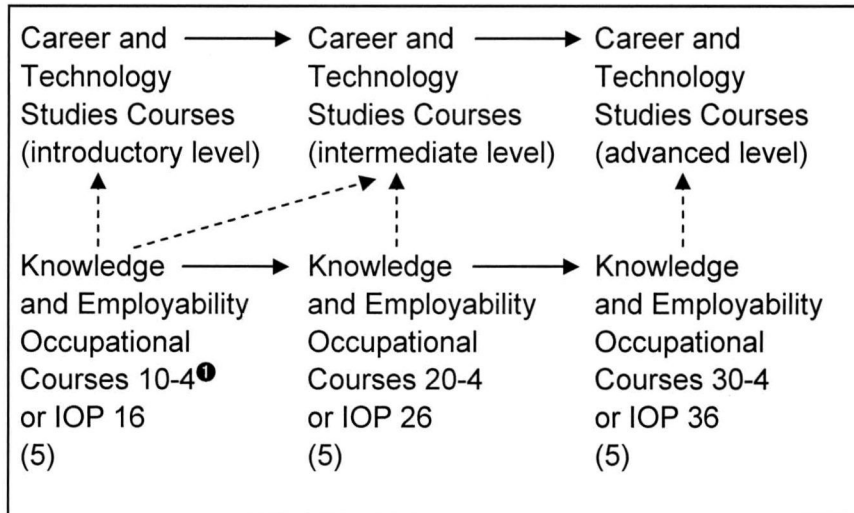 Career and
Technology
Studies Courses
(introductory level)
Career and
Technology
Studies Courses
(intermediate level)
Career and
Technology
Studies Courses
(advanced level)
Knowledge
and Employability
Occupational
Courses 10-4❶
or IOP 16
(5)
Knowledge
and Employability
Occupational
Courses 20-4
or IOP 26
(5)
Knowledge
and Employability
Occupational
Courses 30-4
or IOP 36
(5)